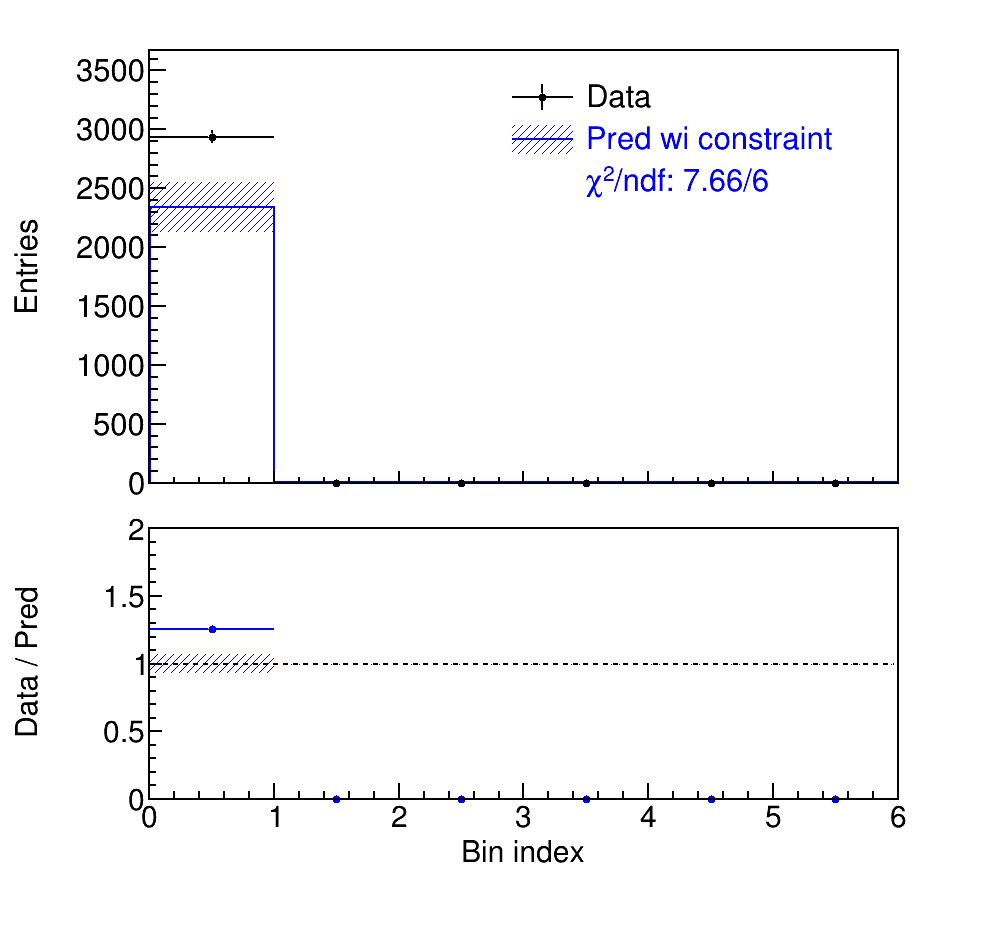 3500
3000
2500
2000
1500
1000
500
0
Entries
Data
Pred wi constraint
χ²/ndf: 7.66/6
2
1.5
1
0.5
0
Data / Pred
0 1 2 3 4 5 6
Bin index